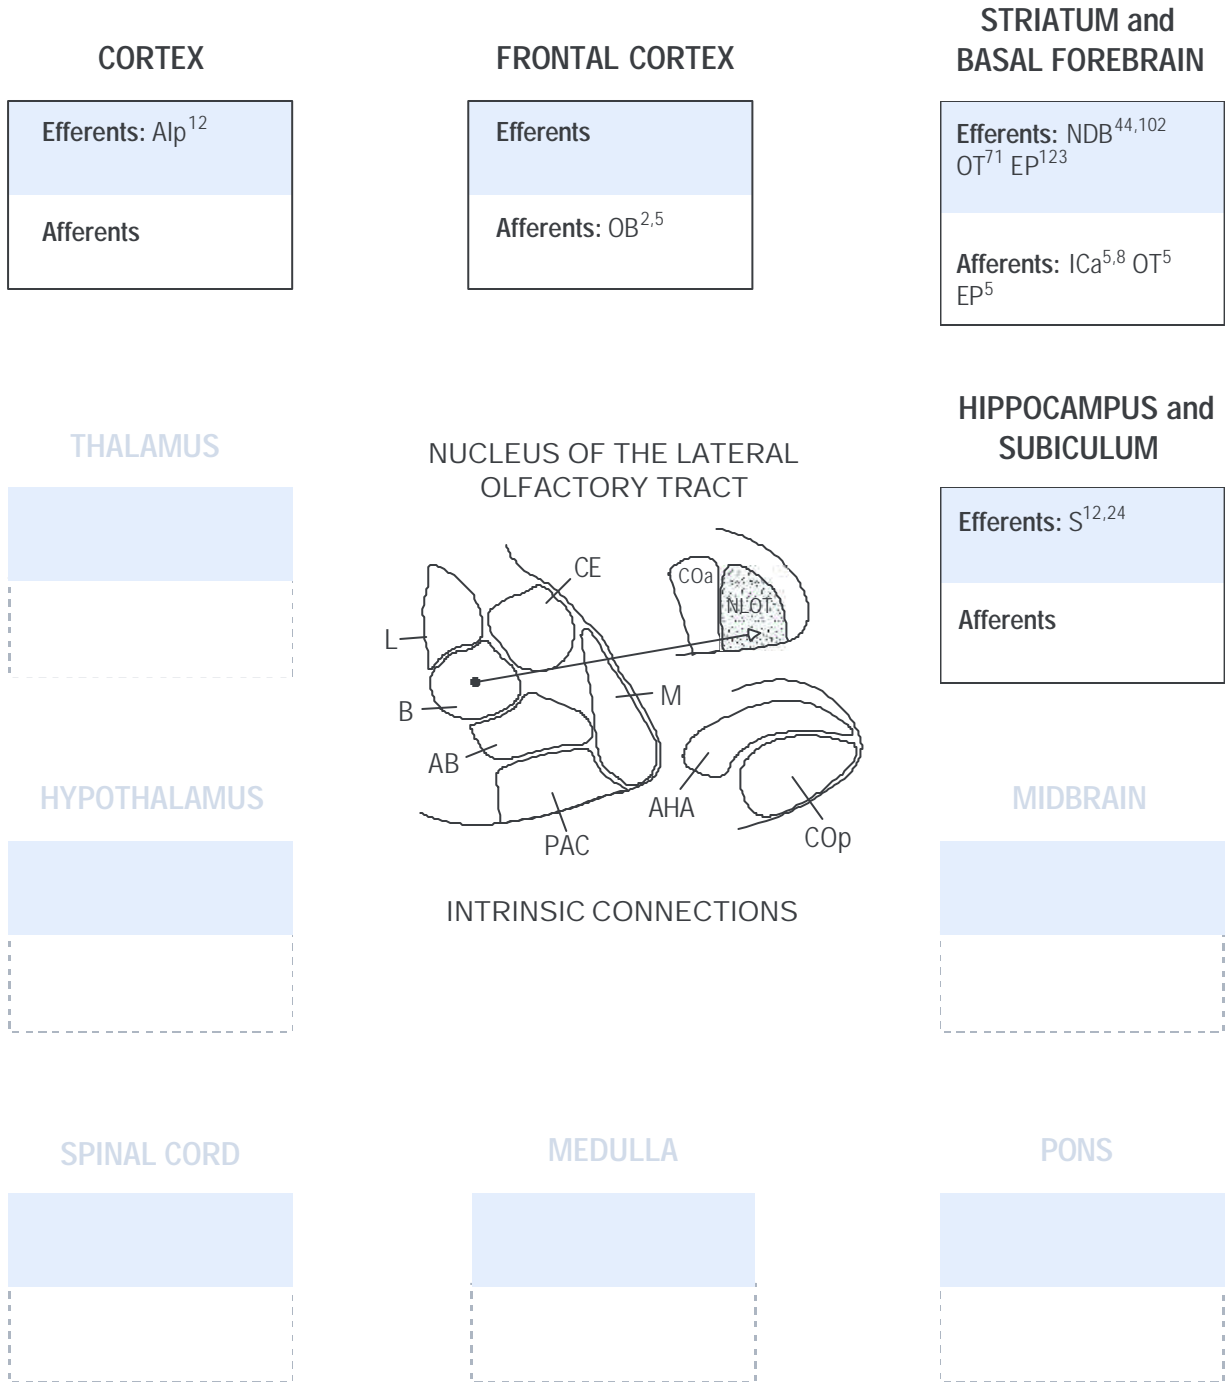 CORTEX
Efferents: AIp12
Afferents
FRONTAL CORTEX
Efferents
Afferents: OB2,5
STRIATUM and
BASAL FOREBRAIN
Efferents: NDB44,102
OT71 EP123
Afferents: ICa5,8 OT5
EP5
THALAMUS
NUCLEUS OF THE LATERAL
OLFACTORY TRACT
HIPPOCAMPUS and
SUBICULUM
Efferents: S12,24
Afferents
CE
COa
NLOT
L
B
M
AB
AHA
PAC
COp
INTRINSIC CONNECTIONS
HYPOTHALAMUS
MIDBRAIN
SPINAL CORD
MEDULLA
PONS